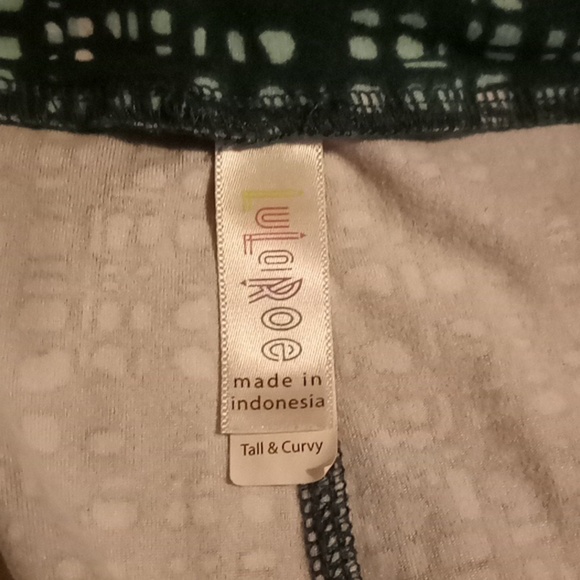 LuLaRoe
made in
indonesia
Tall & Curvy